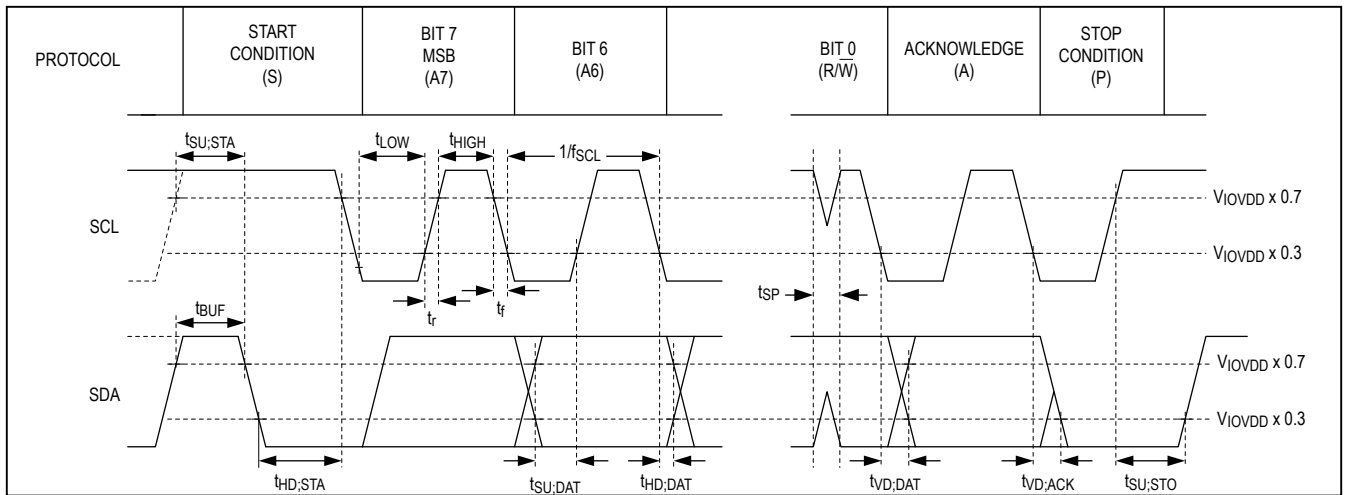 PROTOCOL
START
CONDITION
(S)
BIT 7
MSB
(A7)
BIT 6
(A6)
BIT 0
(R/W̅)
ACKNOWLEDGE
(A)
STOP
CONDITION
(P)
tSU;STA
tLOW
tHIGH
1/fSCL
SCL
VIOVDD x 0.7
VIOVDD x 0.3
tr
tf
tSP
tBUF
SDA
VIOVDD x 0.7
VIOVDD x 0.3
tHD;STA
tSU;DAT
tHD;DAT
tVD;DAT
tVD;ACK
tSU;STO